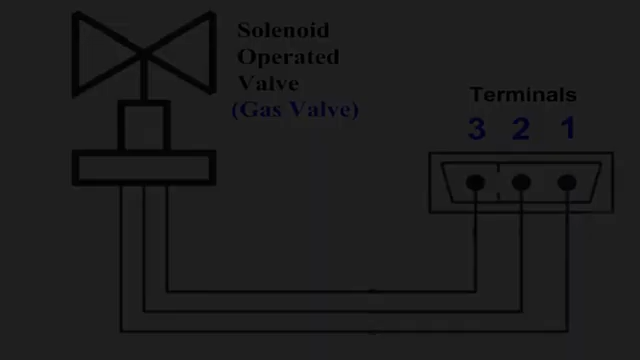 Solenoid
Operated
Valve
(Gas Valve)
Terminals
3 2 1